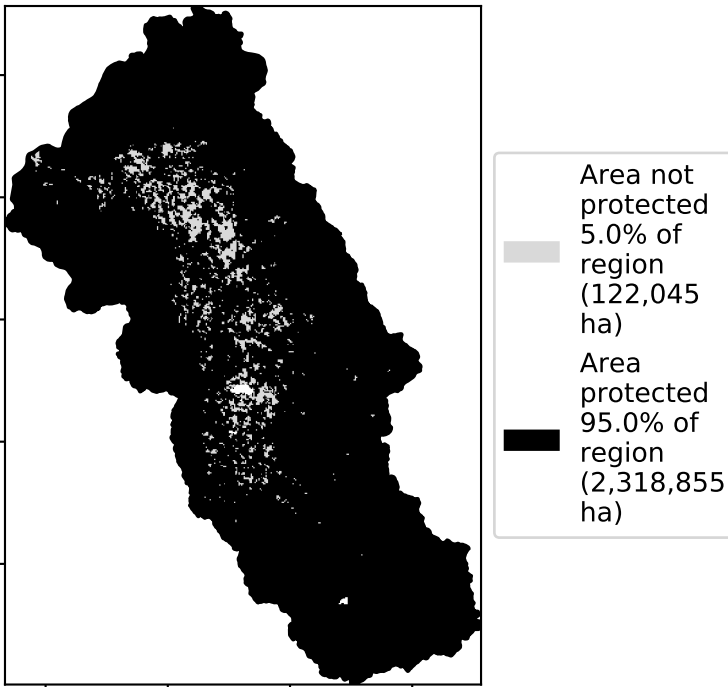 Area not
protected
5.0% of
region
(122,045
ha)
Area
protected
95.0% of
region
(2,318,855
ha)